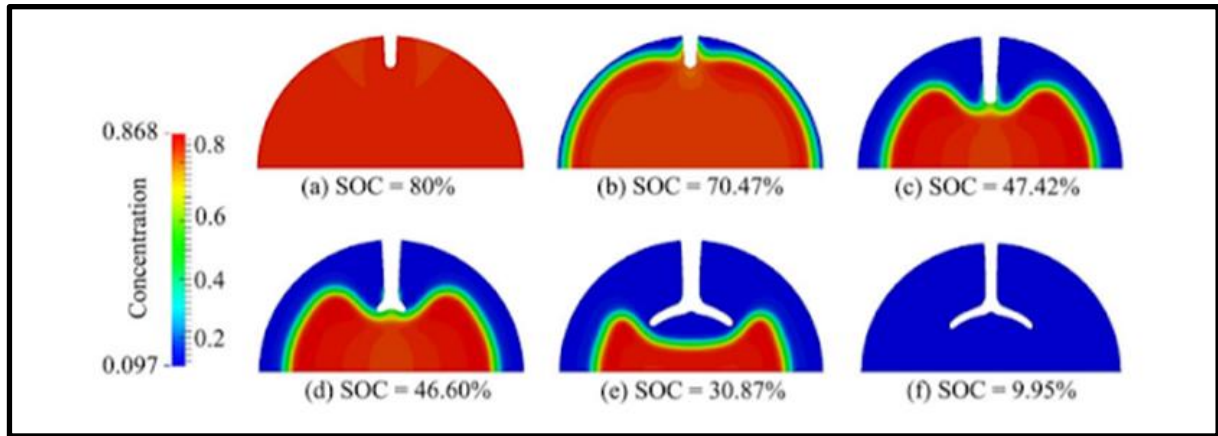 (a) SOC = 80%
(b) SOC = 70.47%
(c) SOC = 47.42%
0.868
0.8
0.6
0.4
0.2
0.097
Concentration
(d) SOC = 46.60%
(e) SOC = 30.87%
(f) SOC = 9.95%